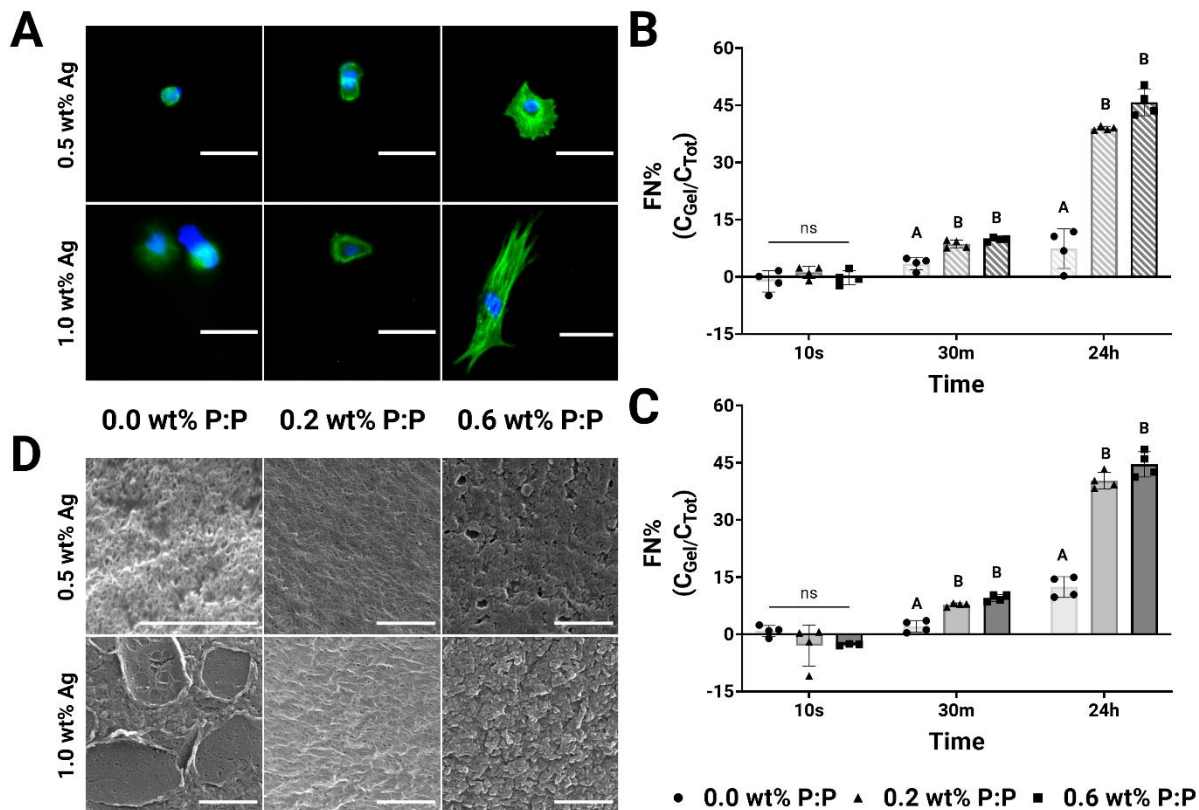 A
0.5 wt% Ag
1.0 wt% Ag
0.0 wt% P:P
0.2 wt% P:P
0.6 wt% P:P
B
FN%
(CGel/CTot)
60
45
30
15
0
-15
ns
A
B
B
A
B
B
10s
30m
24h
Time
C
FN%
(CGel/CTot)
60
45
30
15
0
-15
ns
A
B
B
A
B
B
10s
30m
24h
Time
D
0.5 wt% Ag
1.0 wt% Ag
0.0 wt% P:P
0.2 wt% P:P
0.6 wt% P:P